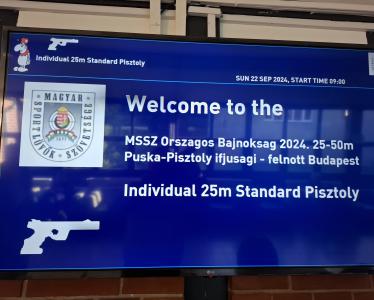 Individual 25m Standard Pisztoly
SUN 22 SEP 2024, START TIME 09:00
MAGYAR
SPORTLÖVŐK SZÖVETSÉGE
Welcome to the
MSSZ Orszagos Bajnoksag 2024. 25-50m
Puska-Pisztoly ifjusagi - felnott Budapest
Individual 25m Standard Pisztoly
LG